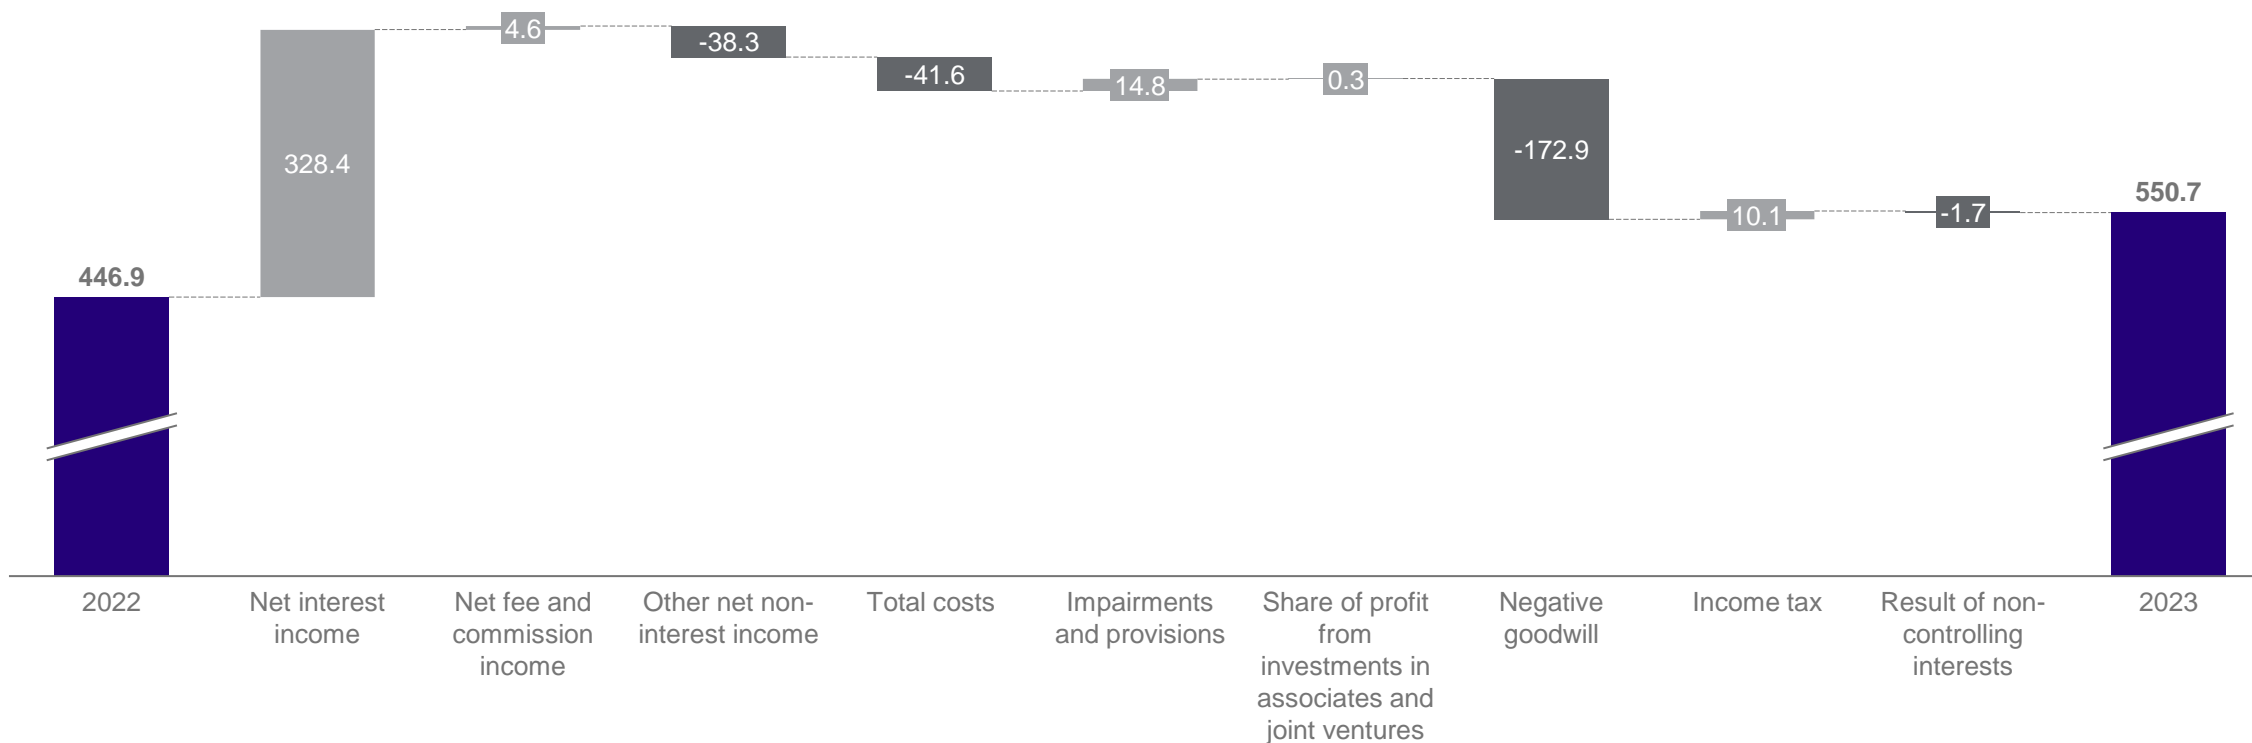 4.6
-38.3
-41.6
14.8
0.3
328.4
-172.9
550.7
10.1
-1.7
446.9
2022
Net interest
income
Net fee and
commission
income
Other net non-
interest income
Total costs
Impairments
and provisions
Share of profit
from
investments in
associates and
joint ventures
Negative
goodwill
Income tax
Result of non-
controlling
interests
2023